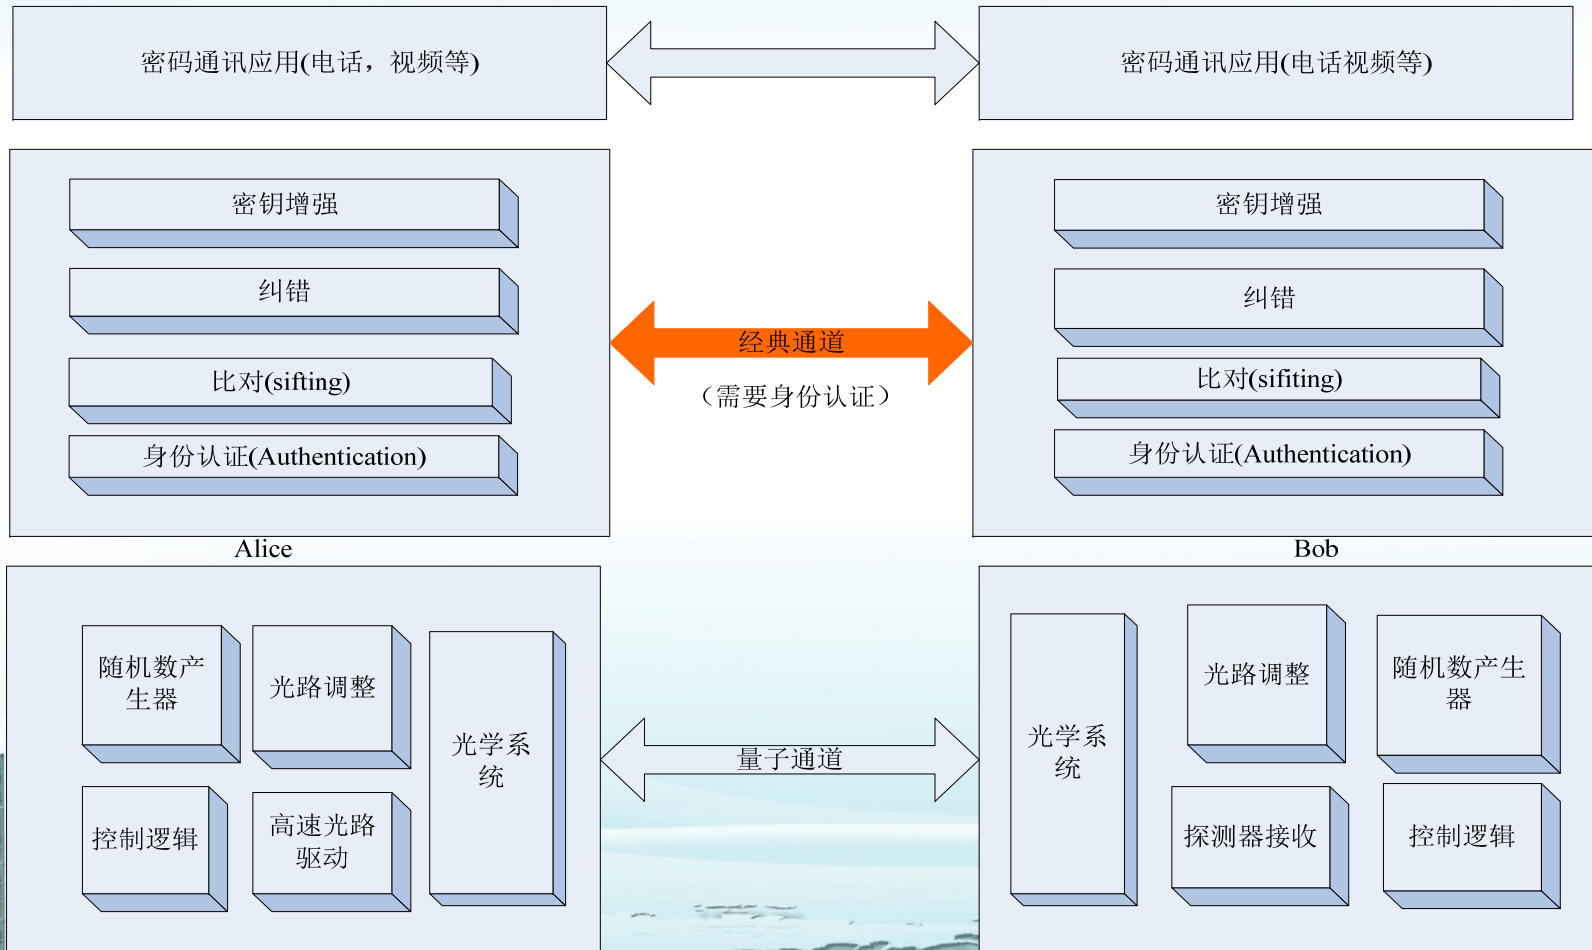 密码通讯应用(电话，视频等)
密码通讯应用(电话视频等)
密钥增强
纠错
比对(sifting)
身份认证(Authentication)
Alice
经典通道
（需要身份认证）
密钥增强
纠错
比对(sifiting)
身份认证(Authentication)
Bob
随机数产
生器
光路调整
光学系
统
控制逻辑
高速光路
驱动
量子通道
光学系
统
光路调整
随机数产生
器
探测器接收
控制逻辑